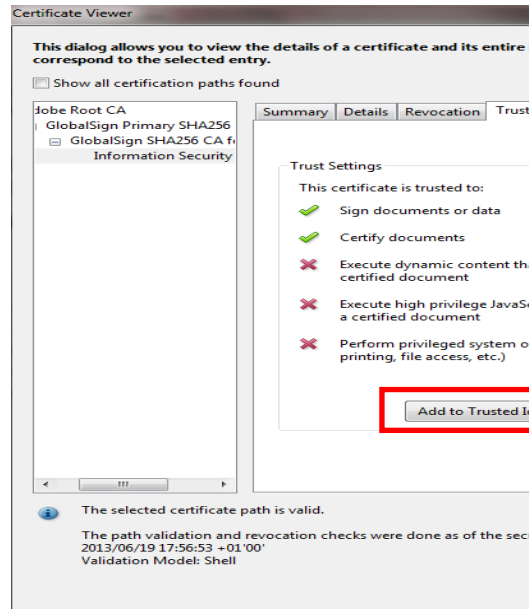 Certificate Viewer
This dialog allows you to view the details of a certificate and its entire
correspond to the selected entry.
Show all certification paths found
dobe Root CA
GlobalSign Primary SHA256
GlobalSign SHA256 CA f
Information Security
Summary Details Revocation Trust
Trust Settings
This certificate is trusted to:
Sign documents or data
Certify documents
Execute dynamic content tha
certified document
Execute high privilege JavaS
a certified document
Perform privileged system o
printing, file access, etc.)
Add to Trusted I
The selected certificate path is valid.
The path validation and revocation checks were done as of the sec
2013/06/19 17:56:53 +01'00'
Validation Model: Shell